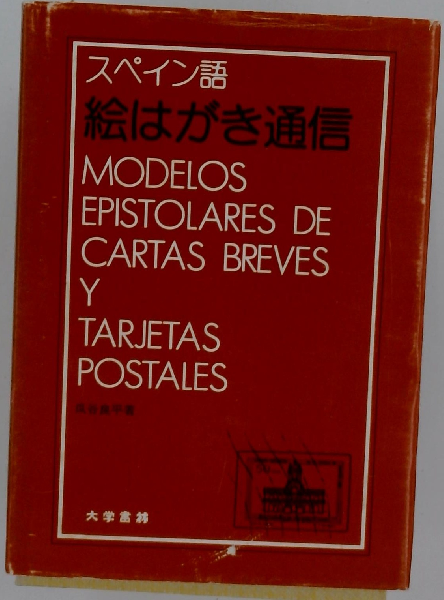 スペイン語
絵はがき通信
MODELOS
EPISTOLARES DE
CARTAS BREVES
Y
TARJETAS
POSTALES
大学書林